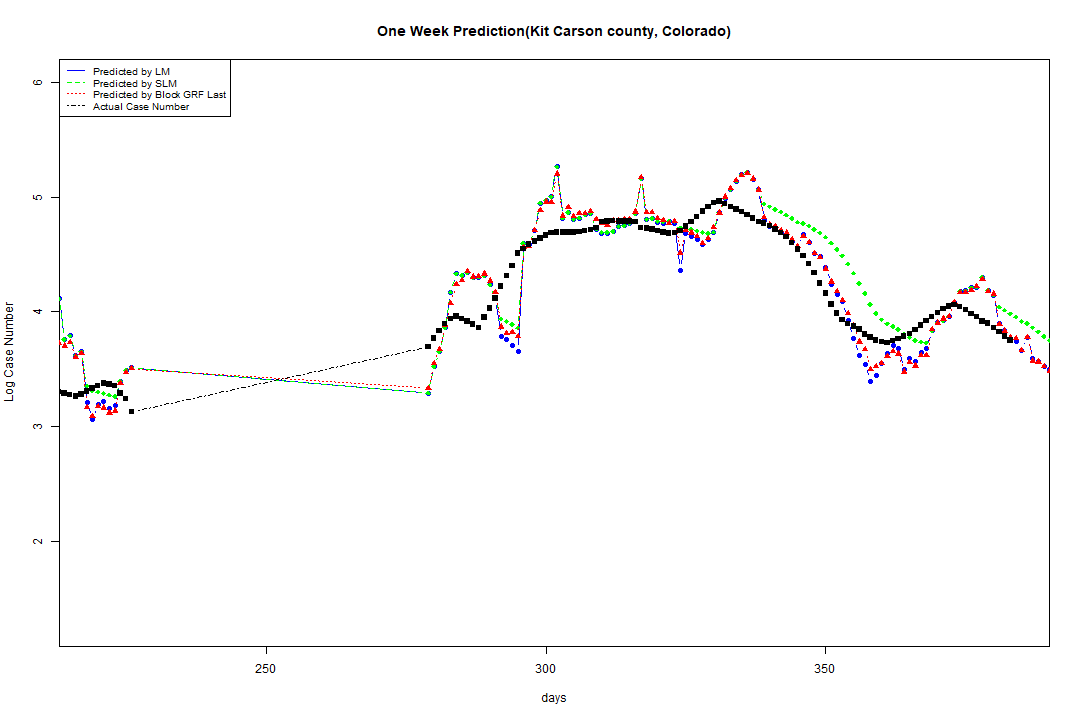 One Week Prediction(Kit Carson county, Colorado)
Predicted by LM
Predicted by SLM
Predicted by Block GRF Last
Actual Case Number
6
5
4
3
2
Log Case Number
250
300
350
days